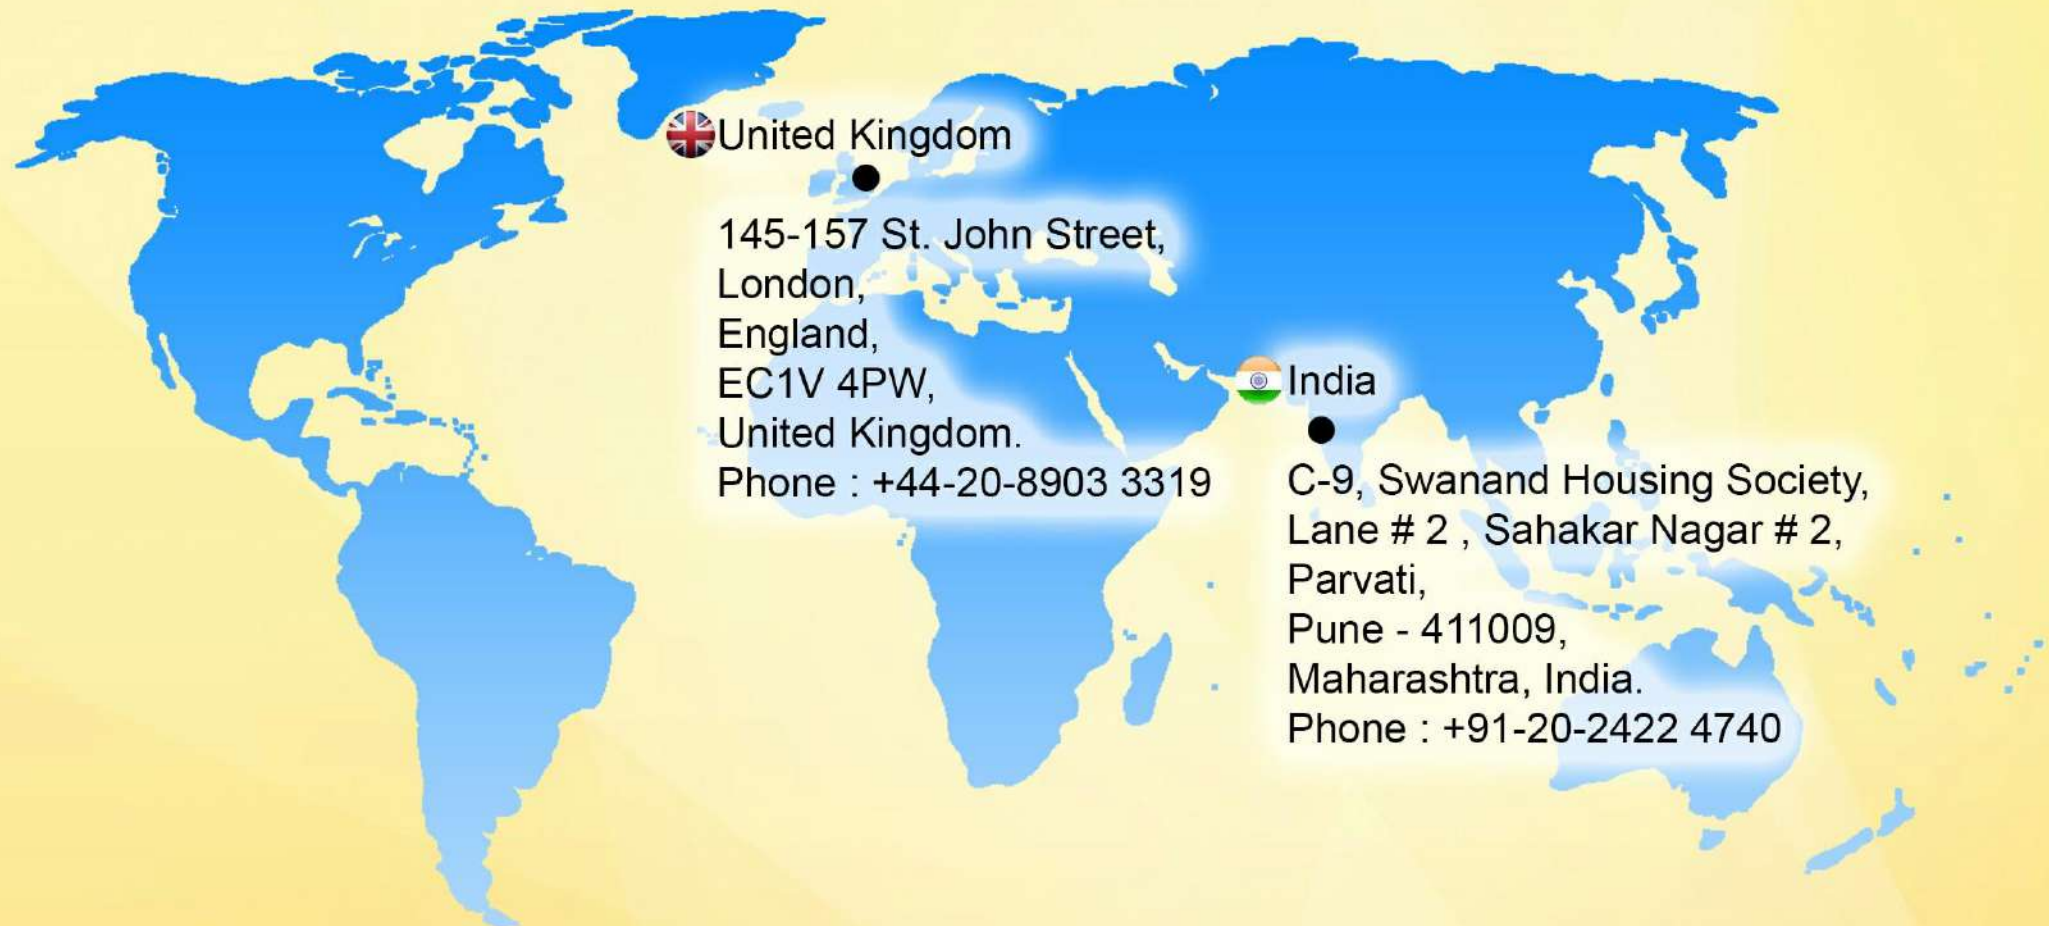 United Kingdom
145-157 St. John Street,
London,
England,
EC1V 4PW,
United Kingdom.
Phone : +44-20-8903 3319
India
C-9, Swanand Housing Society,
Lane # 2 , Sahakar Nagar # 2,
Parvati,
Pune - 411009,
Maharashtra, India.
Phone : +91-20-2422 4740